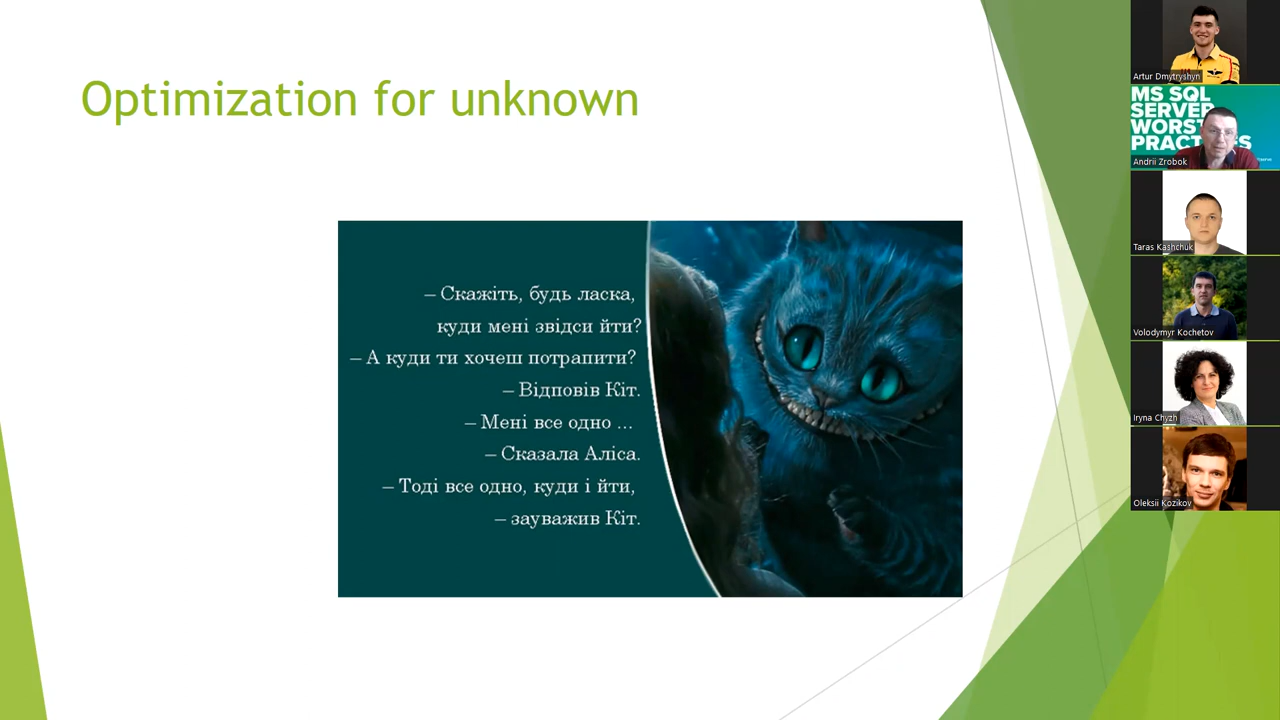 Optimization for unknown
– Скажіть, будь ласка,
куди мені звідси йти?
– А куди ти хочеш потрапити?
– Відповів Кіт.
– Мені все одно ...
– Сказала Аліса.
– Тоді все одно, куди і йти,
– зауважив Кіт.
Artur Dmytryshyn
MS SQL
SERVER
WORST
Andrii Zrobok
Taras Kashchuk
Volodymyr Kochetov
Iryna Chyzh
Oleksii Kozikov